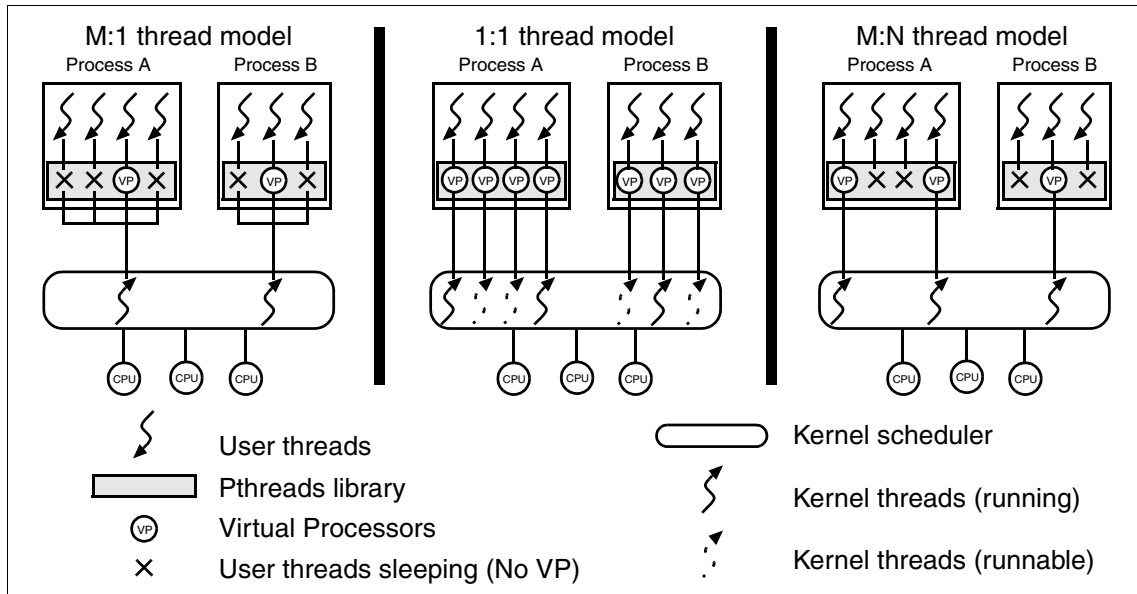 M:1 thread model
Process A Process B
VP VP
CPU CPU CPU
1:1 thread model
Process A Process B
VP VP VP VP VP VP VP
CPU CPU CPU
M:N thread model
Process A Process B
VP VP VP
CPU CPU CPU
User threads
Pthreads library
VP Virtual Processors
User threads sleeping (No VP)
Kernel scheduler
Kernel threads (running)
Kernel threads (runnable)